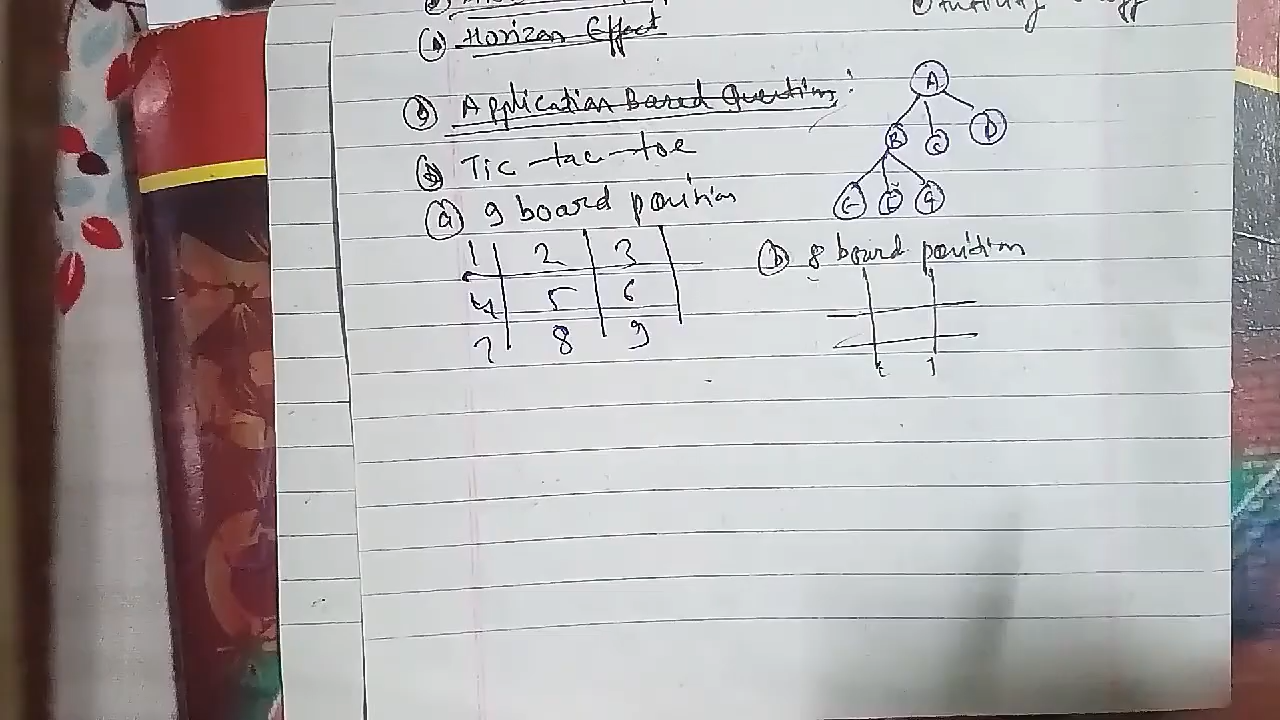 (a) Horizan Effect
(g) Application Based Questions:
(b) Tic-tac-toe
(a) 9 board position
1 2 3
4 5 6
7 8 9
A
B C D
E G
(b) 8 board position